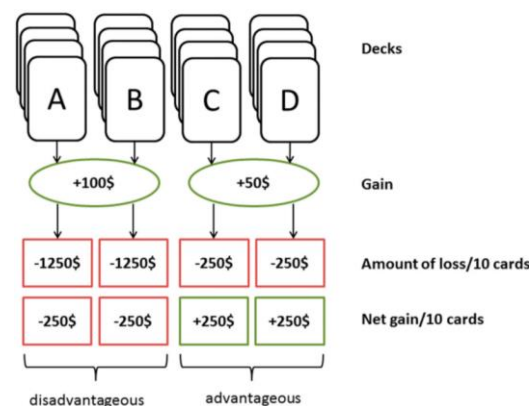 Decks
A B C D
+100$ +50$ Gain
-1250$ -1250$ -250$ -250$ Amount of loss/10 cards
-250$ -250$ +250$ +250$ Net gain/10 cards
disadvantageous advantageous